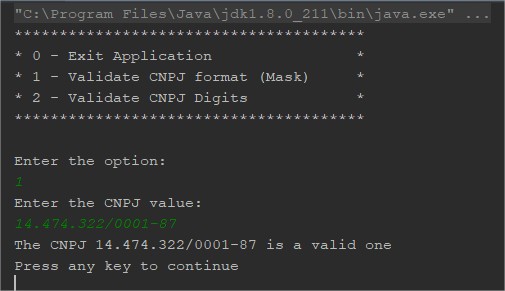 "C:\Program Files\Java\jdk1.8.0_211\bin\java.exe" ...
***************************************
* 0 - Exit Application                *
* 1 - Validate CNPJ format (Mask)     *
* 2 - Validate CNPJ Digits            *
***************************************
Enter the option:
1
Enter the CNPJ value:
14.474.322/0001-87
The CNPJ 14.474.322/0001-87 is a valid one
Press any key to continue